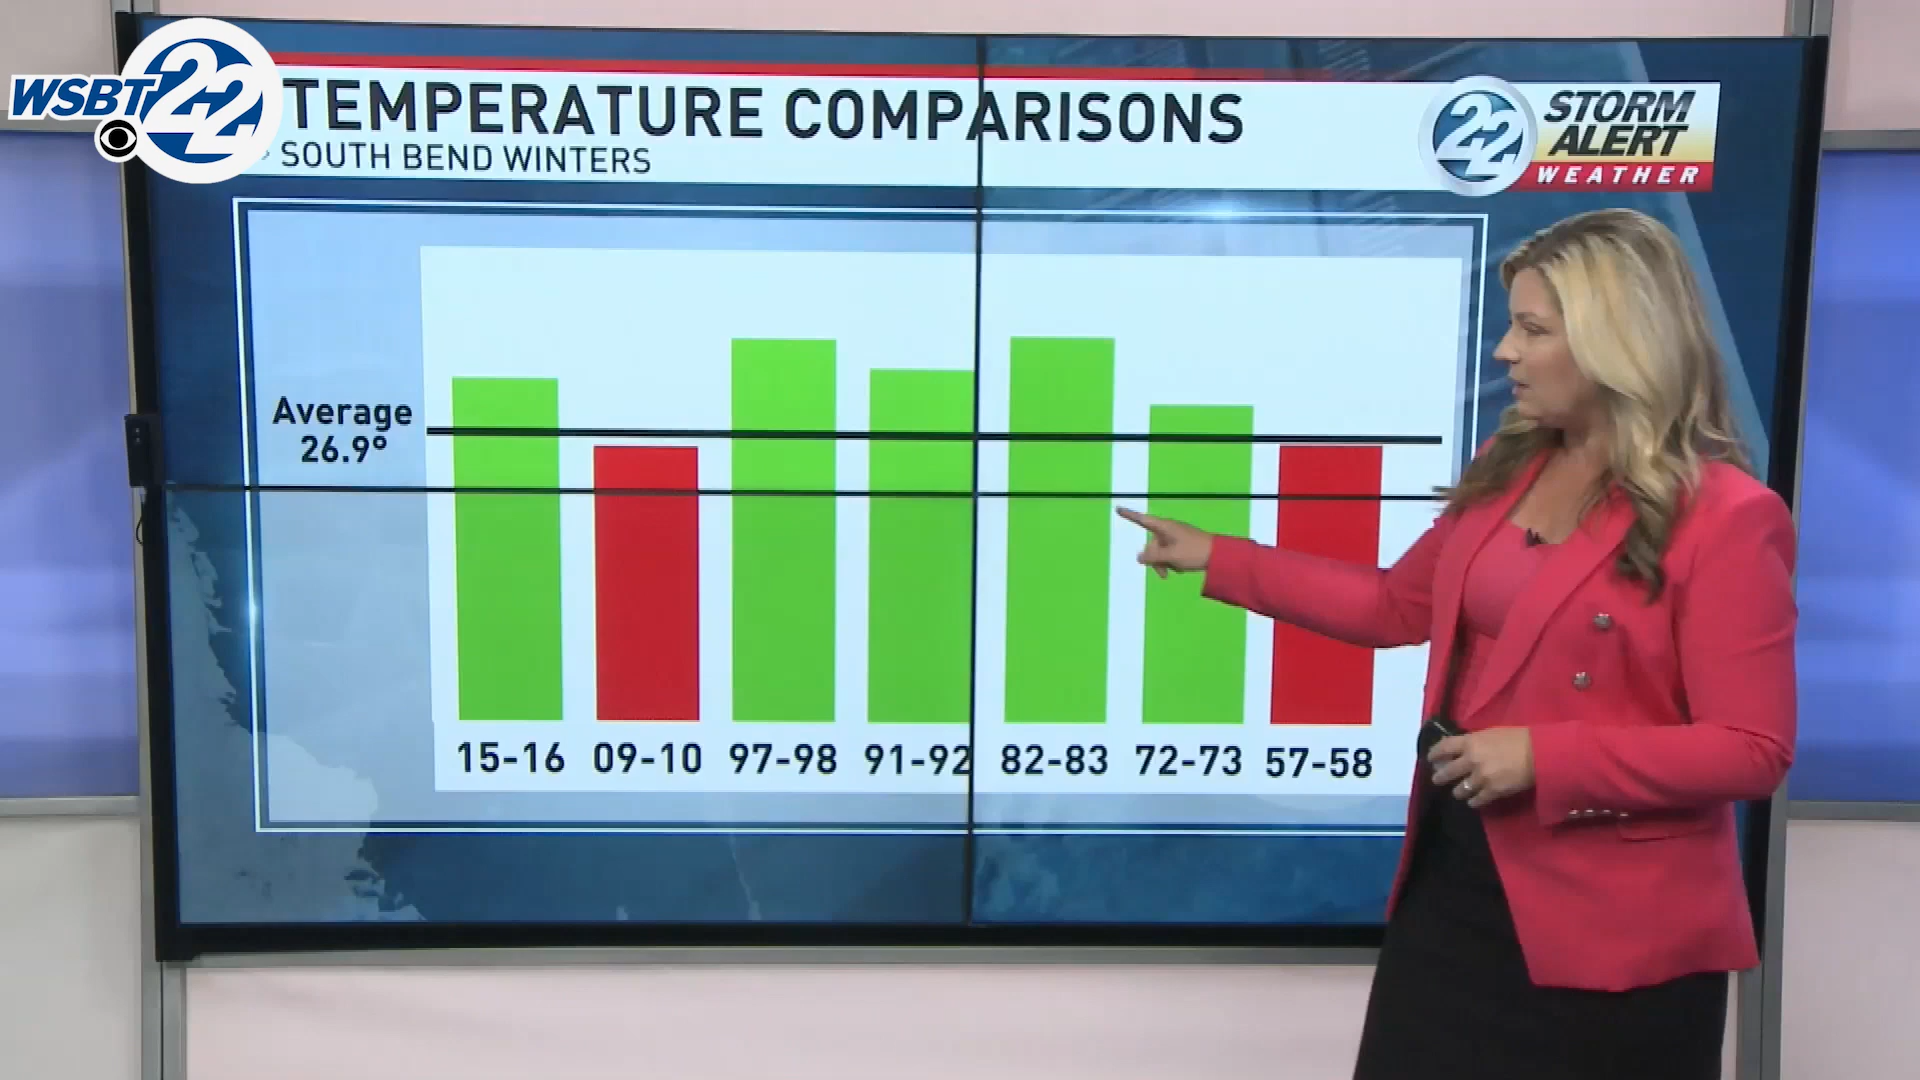 WSBT 22
TEMPERATURE COMPARISONS
SOUTH BEND WINTERS
22 STORM
ALERT
WEATHER
Average
26.9°
15-16 09-10 97-98 91-92 82-83 72-73 57-58